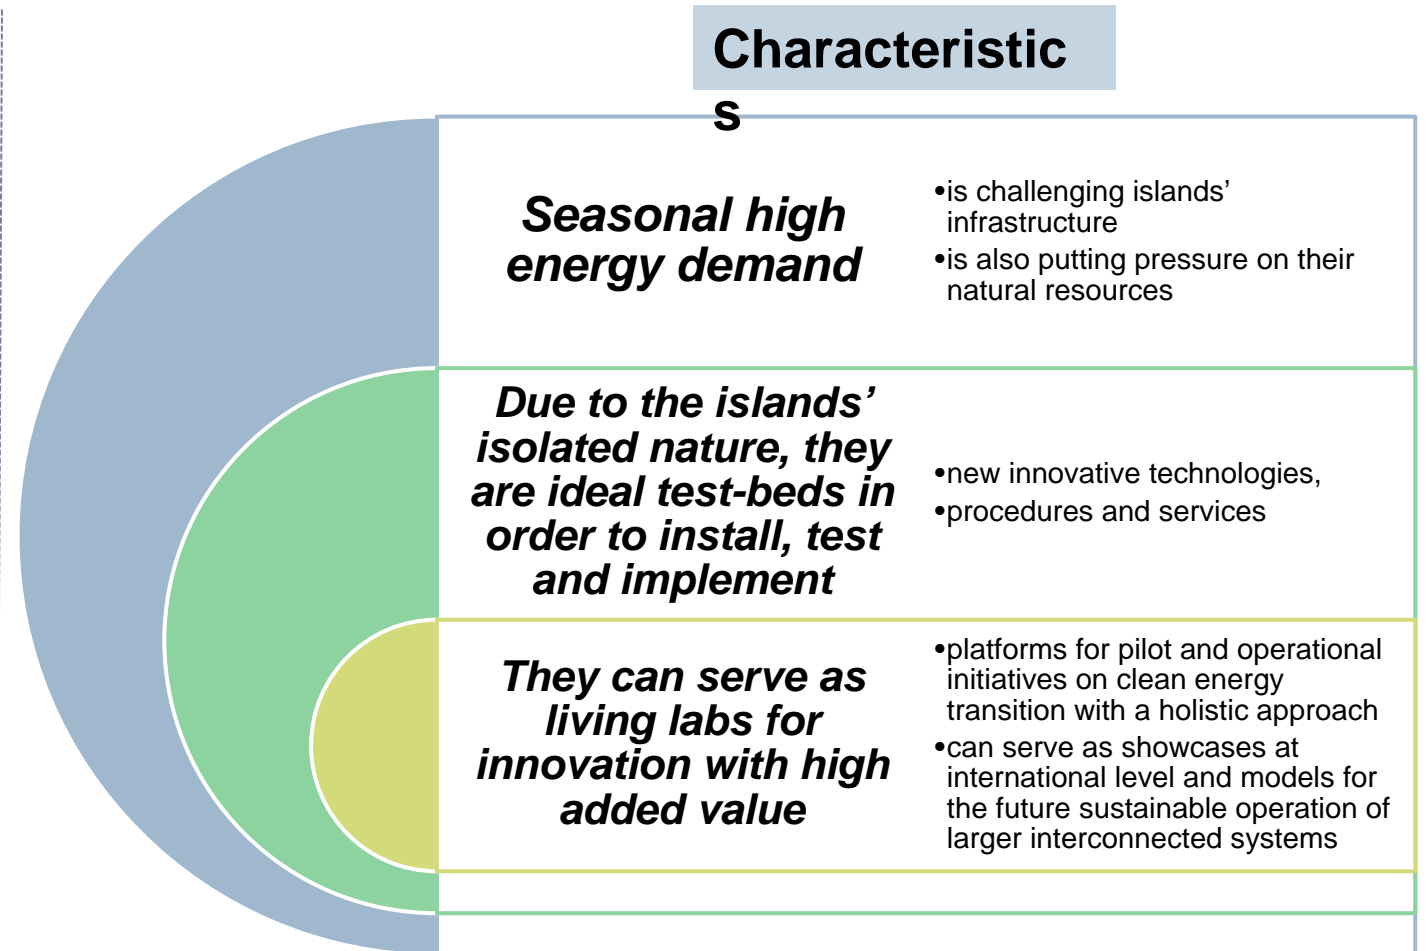 Characteristic
s
Seasonal high
energy demand
•is challenging islands’
infrastructure
•is also putting pressure on their
natural resources
Due to the islands’
isolated nature, they
are ideal test-beds in
order to install, test
and implement
•new innovative technologies,
•procedures and services
They can serve as
living labs for
innovation with high
added value
•platforms for pilot and operational
initiatives on clean energy
transition with a holistic approach
•can serve as showcases at
international level and models for
the future sustainable operation of
larger interconnected systems